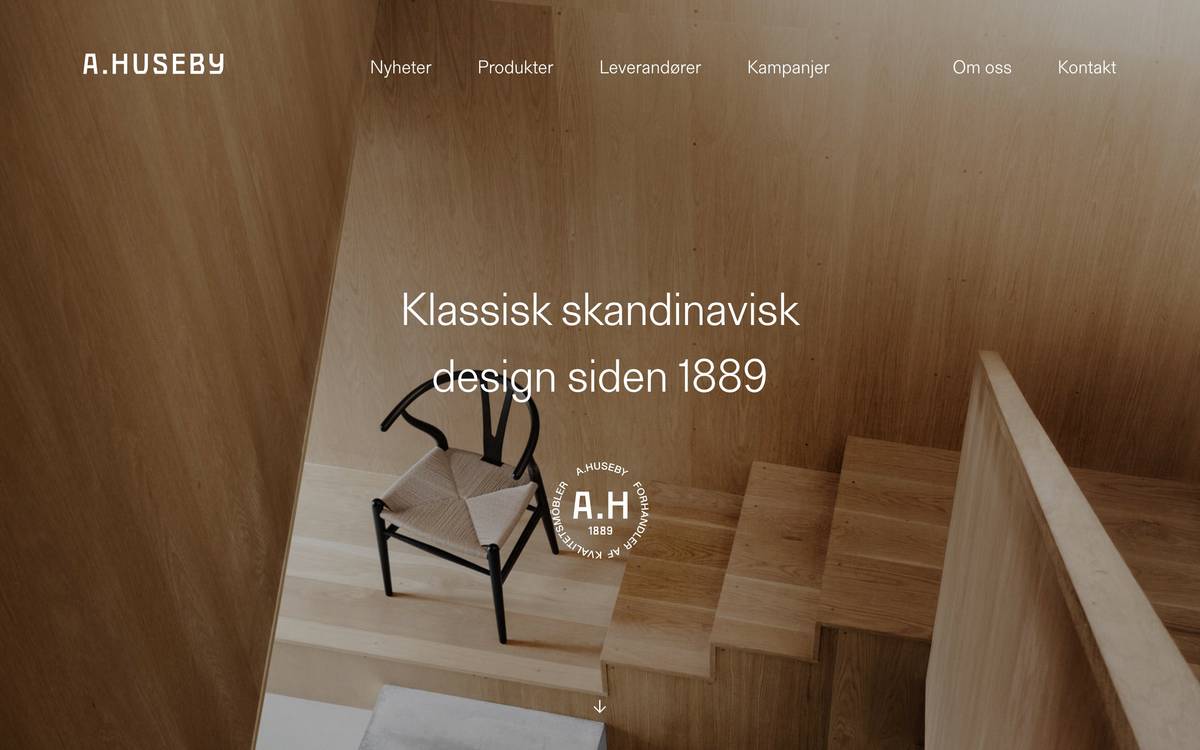 A.HUSEBY
Nyheter
Produkter
Leverandører
Kampanjer
Om oss
Kontakt
Klassisk skandinavisk
design siden 1889
A.HUSEBY FORHANDLER AF KVALITETSMØBLER
A.H
1889